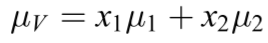 μ_V = x_1μ_1 + x_2μ_2